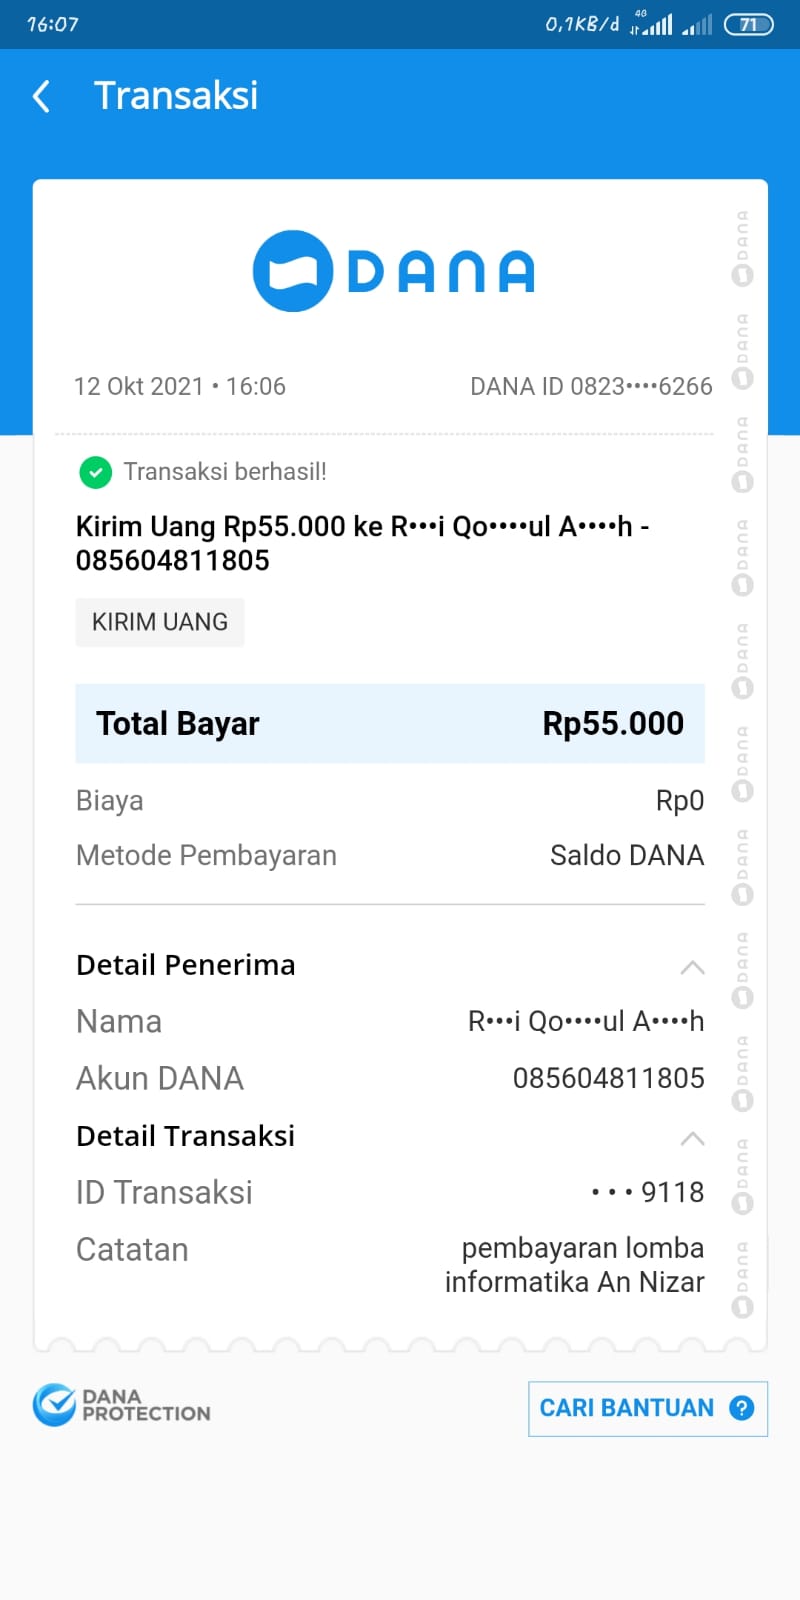 16:07
0,1KB/d 4G 71
Transaksi
DANA
12 Okt 2021 • 16:06 DANA ID 0823••••6266
Transaksi berhasil!
Kirim Uang Rp55.000 ke R•••i Qo••••ul A••••h -
085604811805
KIRIM UANG
Total Bayar Rp55.000
Biaya Rp0
Metode Pembayaran Saldo DANA
Detail Penerima
Nama R•••i Qo••••ul A••••h
Akun DANA 085604811805
Detail Transaksi
ID Transaksi • • • 9118
Catatan pembayaran lomba
informatika An Nizar
DANA
DANA
DANA
DANA
DANA
DANA
DANA
DANA
DANA
DANA
DANA
DANA
PROTECTION
CARI BANTUAN ?